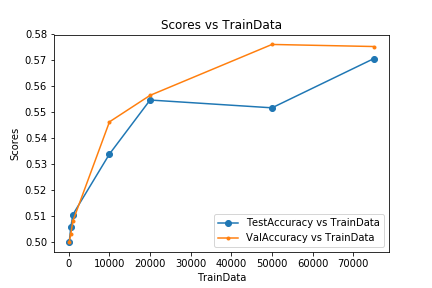 Scores vs TrainData
0.58
0.57
0.56
0.55
0.54
0.53
0.52
0.51
0.50
Scores
TestAccuracy vs TrainData
ValAccuracy vs TrainData
0 10000 20000 30000 40000 50000 60000 70000
TrainData